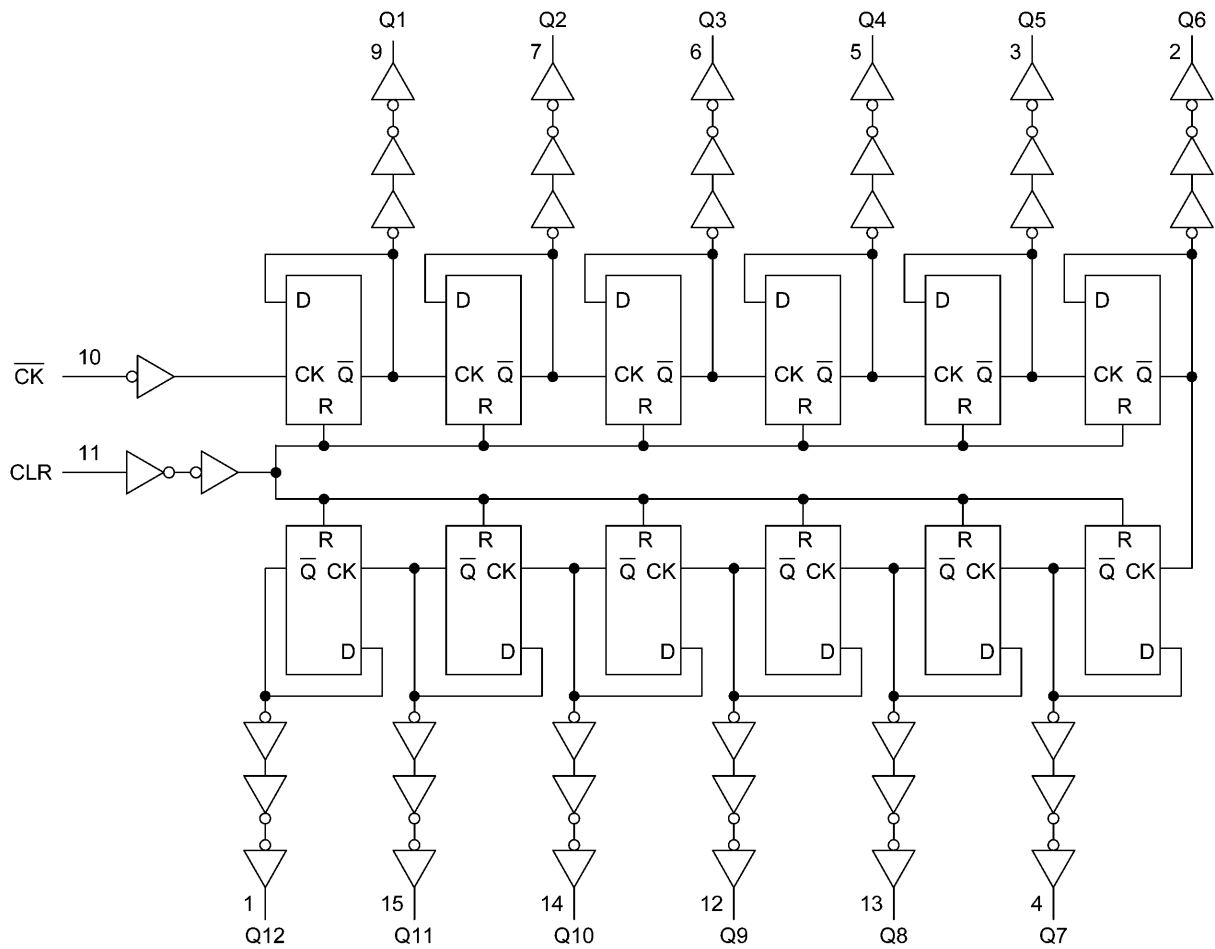 Q1 Q2 Q3 Q4 Q5 Q6
9 7 6 5 3 2
D D D D D D
C̅K̅ 10 CK Q̅ CK Q̅ CK Q̅ CK Q̅ CK Q̅ CK Q̅
R R R R R R
CLR 11
R R R R R R
Q̅ CK Q̅ CK Q̅ CK Q̅ CK Q̅ CK Q̅ CK
D D D D D D
1 15 14 12 13 4
Q12 Q11 Q10 Q9 Q8 Q7